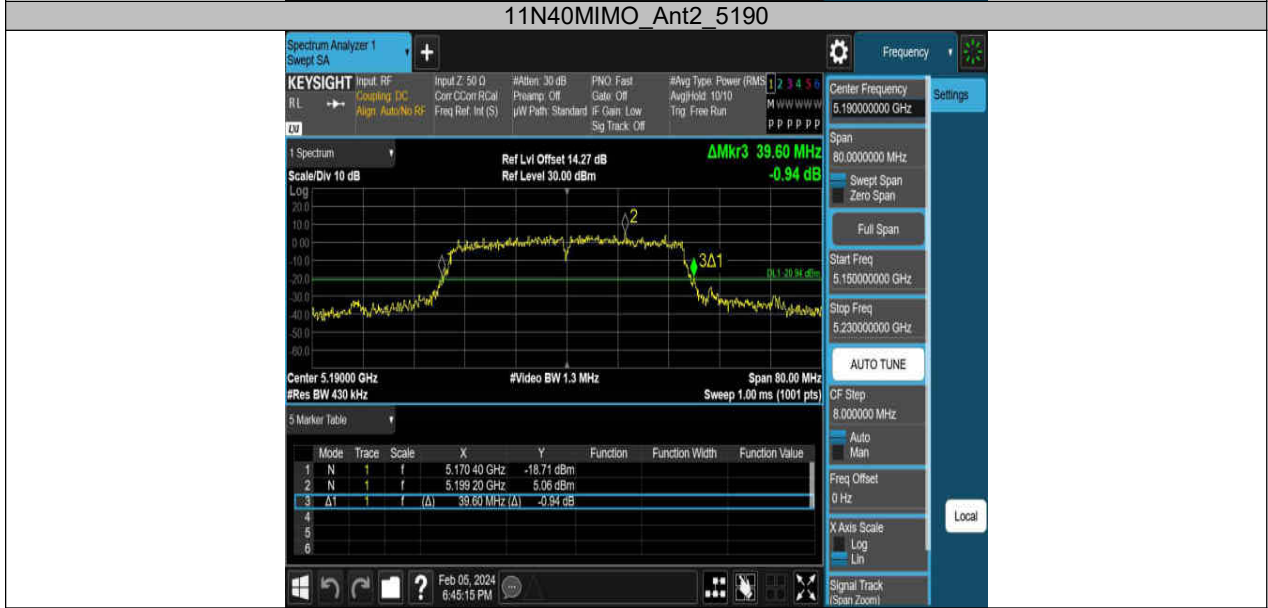 11N40MIMO_Ant2_5190
Spectrum Analyzer 1
Swept SA
+
Frequency
KEYSIGHT
RL
Input: RF
Coupling: DC
Align: Auto/No RF
Input Z: 50 Ω
Corr CCorr RCal
Freq Ref: Int (S)
#Atten: 30 dB
Preamp: Off
µW Path: Standard
PNO: Fast
Gate: Off
IF Gain: Low
Sig Track: Off
#Avg Type: Power (RMS
Avg|Hold: 10/10
Trig: Free Run
1 2 3 4 5 6
M W W W W W
P P P P P P
Center Frequency
5.190000000 GHz
Settings
Span
80.0000000 MHz
Swept Span
Zero Span
Full Span
Start Freq
5.150000000 GHz
Stop Freq
5.230000000 GHz
AUTO TUNE
CF Step
8.000000 MHz
Auto
Man
Freq Offset
0 Hz
X Axis Scale
Log
Lin
Signal Track
(Span Zoom)
Local
1 Spectrum
Scale/Div 10 dB
Ref Lvl Offset 14.27 dB
Ref Level 30.00 dBm
ΔMkr3 39.60 MHz
-0.94 dB
Log
20.0
10.0
0.00
-10.0
-20.0
-30.0
-40.0
-50.0
-60.0
2
3Δ1
DL1 -20.94 dBm
Center 5.19000 GHz
#Video BW 1.3 MHz
Span 80.00 MHz
#Res BW 430 kHz
Sweep 1.00 ms (1001 pts)
5 Marker Table
Mode Trace Scale X Y Function Function Width Function Value
1 N 1 f 5.170 40 GHz -18.71 dBm
2 N 1 f 5.199 20 GHz 5.06 dBm
3 Δ1 1 f (Δ) 39.60 MHz (Δ) -0.94 dB
4
5
6
?
Feb 05, 2024
6:45:15 PM